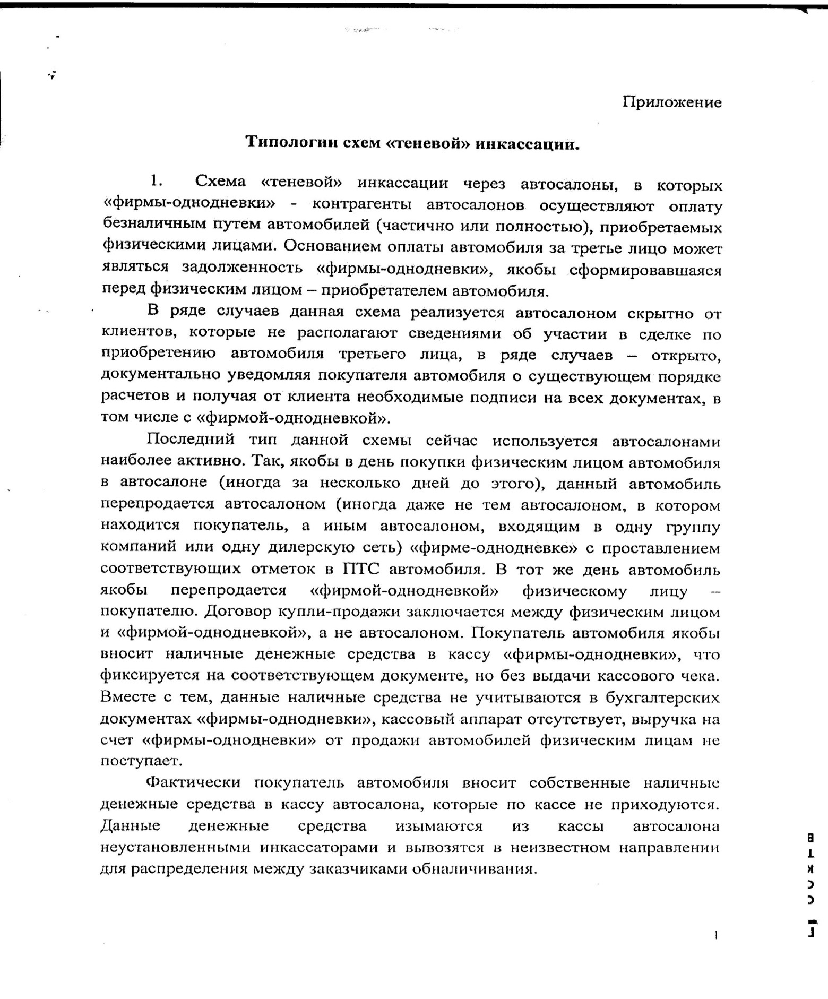 Приложение
Типологии схем «теневой» инкассации.
1. Схема «теневой» инкассации через автосалоны, в которых
«фирмы-однодневки» - контрагенты автосалонов осуществляют оплату
безналичным путем автомобилей (частично или полностью), приобретаемых
физическими лицами. Основанием оплаты автомобиля за третье лицо может
являться задолженность «фирмы-однодневки», якобы сформировавшаяся
перед физическим лицом – приобретателем автомобиля.
В ряде случаев данная схема реализуется автосалоном скрытно от
клиентов, которые не располагают сведениями об участии в сделке по
приобретению автомобиля третьего лица, в ряде случаев – открыто,
документально уведомляя покупателя автомобиля о существующем порядке
расчетов и получая от клиента необходимые подписи на всех документах, в
том числе с «фирмой-однодневкой».
Последний тип данной схемы сейчас используется автосалонами
наиболее активно. Так, якобы в день покупки физическим лицом автомобиля
в автосалоне (иногда за несколько дней до этого), данный автомобиль
перепродается автосалоном (иногда даже не тем автосалоном, в котором
находится покупатель, а иным автосалоном, входящим в одну группу
компаний или одну дилерскую сеть) «фирме-однодневке» с проставлением
соответствующих отметок в ПТС автомобиля. В тот же день автомобиль
якобы перепродается «фирмой-однодневкой» физическому лицу –
покупателю. Договор купли-продажи заключается между физическим лицом
и «фирмой-однодневкой», а не автосалоном. Покупатель автомобиля якобы
вносит наличные денежные средства в кассу «фирмы-однодневки», что
фиксируется на соответствующем документе, но без выдачи кассового чека.
Вместе с тем, данные наличные средства не учитываются в бухгалтерских
документах «фирмы-однодневки», кассовый аппарат отсутствует, выручка на
счет «фирмы-однодневки» от продажи автомобилей физическим лицам не
поступает.
Фактически покупатель автомобиля вносит собственные наличные
денежные средства в кассу автосалона, которые по кассе не приходуются.
Данные денежные средства изымаются из кассы автосалона
неустановленными инкассаторами и вывозятся в неизвестном направлении
для распределения между заказчиками обналичивания.
1